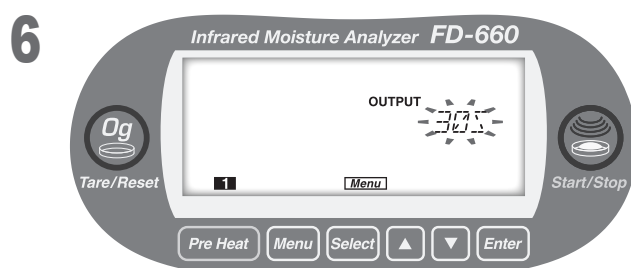 6
Infrared Moisture Analyzer FD-660
OUTPUT
30S
0g
Tare/Reset
1
Menu
Start/Stop
Pre Heat Menu Select ▲ ▼ Enter